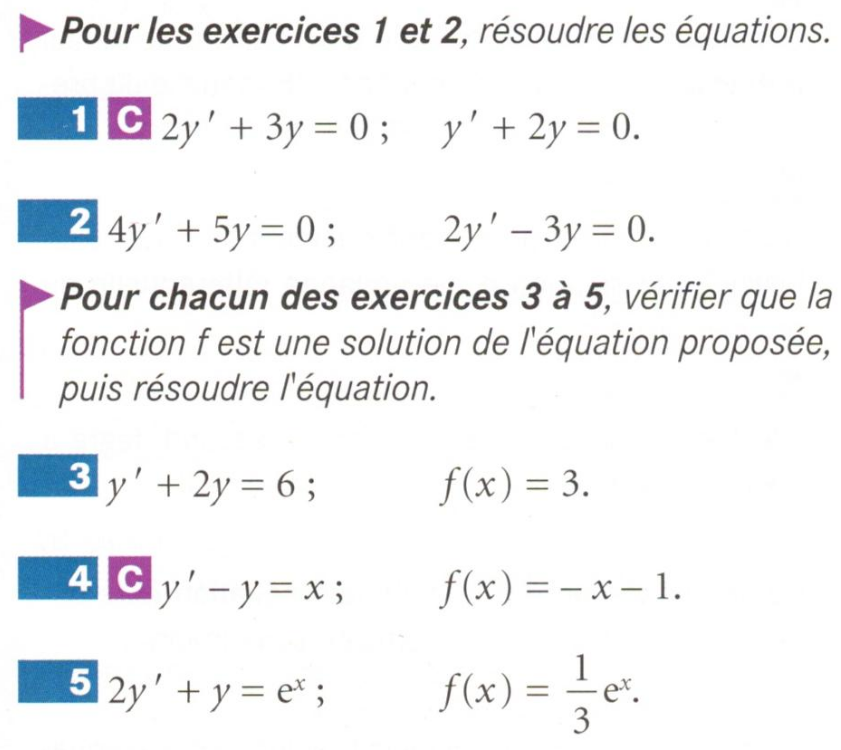 Pour les exercices 1 et 2, résoudre les équations.
1 C 2y′ + 3y = 0 ; y′ + 2y = 0.
2 4y′ + 5y = 0 ; 2y′ – 3y = 0.
Pour chacun des exercices 3 à 5, vérifier que la
fonction f est une solution de l'équation proposée,
puis résoudre l'équation.
3 y′ + 2y = 6 ; f(x) = 3.
4 C y′ – y = x ; f(x) = – x – 1.
5 2y′ + y = eˣ ; f(x) = 1/3 eˣ.